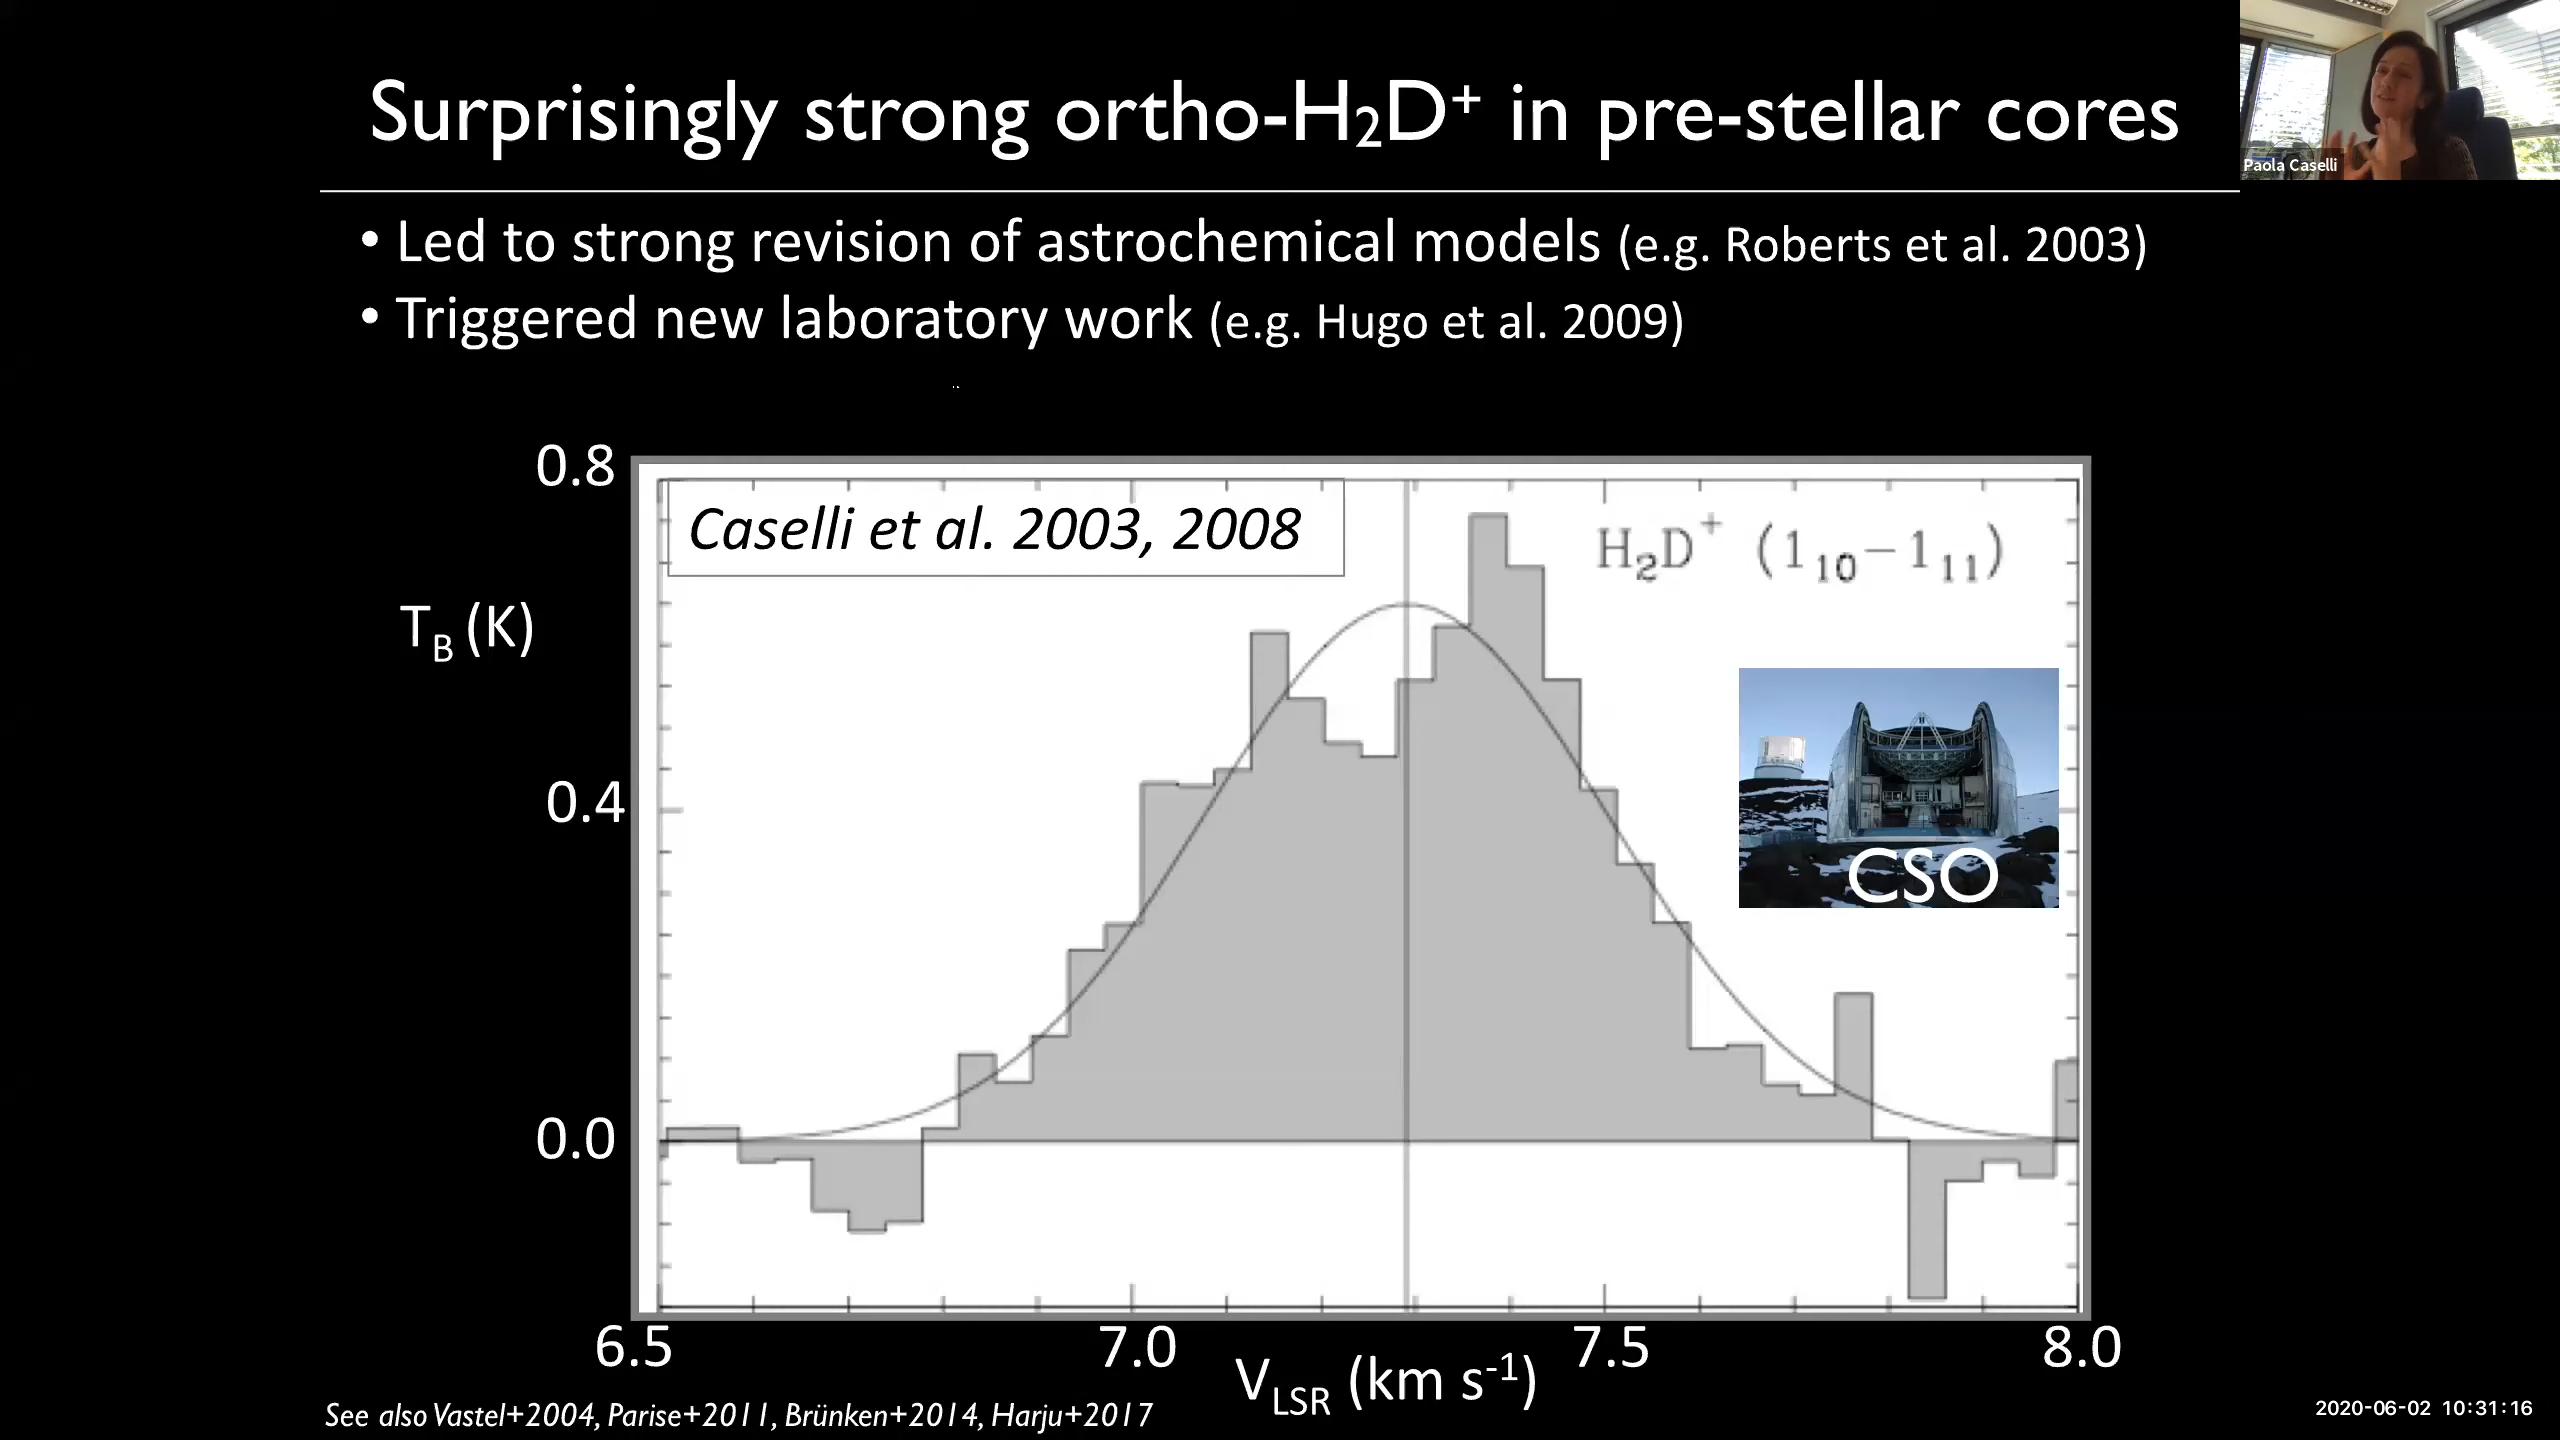 Surprisingly strong ortho-H₂D⁺ in pre-stellar cores
Paola Caselli
• Led to strong revision of astrochemical models (e.g. Roberts et al. 2003)
• Triggered new laboratory work (e.g. Hugo et al. 2009)
0.8
Caselli et al. 2003, 2008
H₂D⁺ (1₁₀−1₁₁)
T_B (K)
0.4
CSO
0.0
6.5 7.0 7.5 8.0
V_LSR (km s⁻¹)
See also Vastel+2004, Parise+2011, Brünken+2014, Harju+2017
2020-06-02 10:31:16